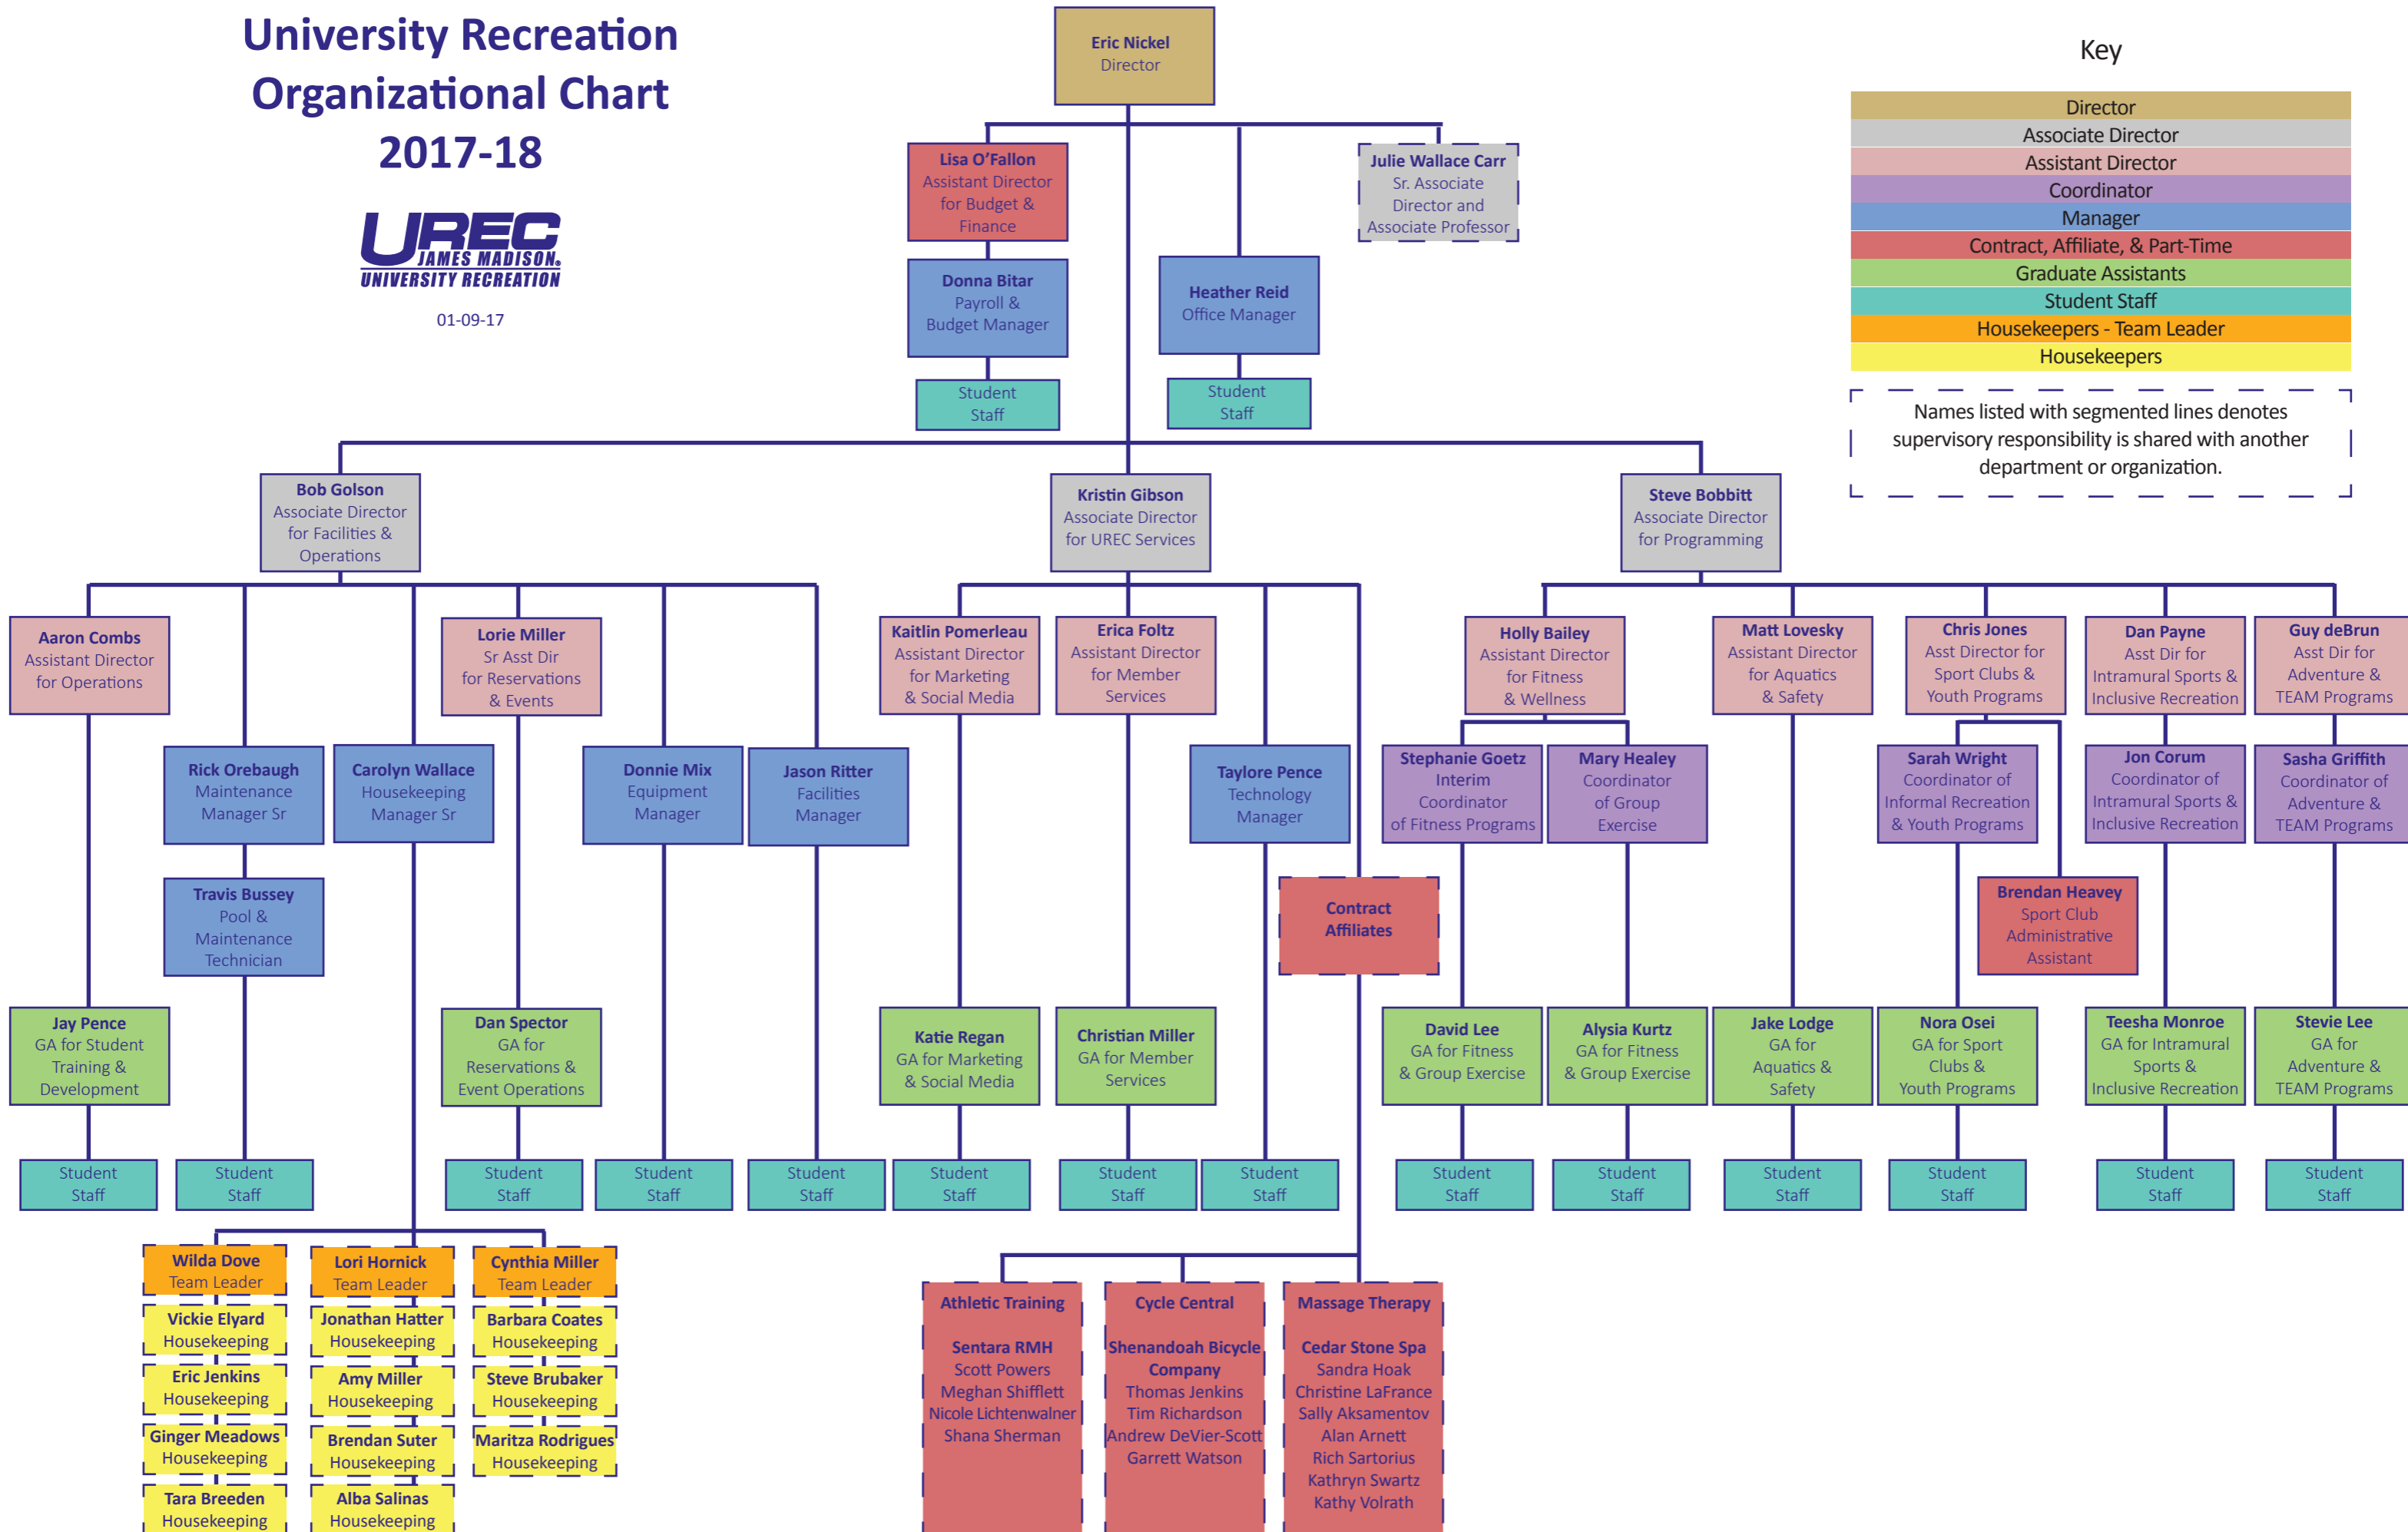 University Recreation
Organizational Chart
2017-18
UREC
JAMES MADISON®
UNIVERSITY RECREATION
01-09-17
Eric Nickel
Director
Key
Director
Associate Director
Assistant Director
Coordinator
Manager
Contract, Affiliate, & Part-Time
Graduate Assistants
Student Staff
Housekeepers - Team Leader
Housekeepers
Names listed with segmented lines denotes
supervisory responsibility is shared with another
department or organization.
Lisa O’Fallon
Assistant Director
for Budget &
Finance
Julie Wallace Carr
Sr. Associate
Director and
Associate Professor
Donna Bitar
Payroll &
Budget Manager
Heather Reid
Office Manager
Student
Staff
Student
Staff
Bob Golson
Associate Director
for Facilities &
Operations
Kristin Gibson
Associate Director
for UREC Services
Steve Bobbitt
Associate Director
for Programming
Aaron Combs
Assistant Director
for Operations
Lorie Miller
Sr Asst Dir
for Reservations
& Events
Kaitlin Pomerleau
Assistant Director
for Marketing
& Social Media
Erica Foltz
Assistant Director
for Member
Services
Holly Bailey
Assistant Director
for Fitness
& Wellness
Matt Lovesky
Assistant Director
for Aquatics
& Safety
Chris Jones
Asst Director for
Sport Clubs &
Youth Programs
Dan Payne
Asst Dir for
Intramural Sports &
Inclusive Recreation
Guy deBrun
Asst Dir for
Adventure &
TEAM Programs
Rick Orebaugh
Maintenance
Manager Sr
Carolyn Wallace
Housekeeping
Manager Sr
Donnie Mix
Equipment
Manager
Jason Ritter
Facilities
Manager
Taylore Pence
Technology
Manager
Stephanie Goetz
Interim
Coordinator
of Fitness Programs
Mary Healey
Coordinator
of Group
Exercise
Sarah Wright
Coordinator of
Informal Recreation
& Youth Programs
Jon Corum
Coordinator of
Intramural Sports &
Inclusive Recreation
Sasha Griffith
Coordinator of
Adventure &
TEAM Programs
Travis Bussey
Pool &
Maintenance
Technician
Contract
Affiliates
Brendan Heavey
Sport Club
Administrative
Assistant
Jay Pence
GA for Student
Training &
Development
Dan Spector
GA for
Reservations &
Event Operations
Katie Regan
GA for Marketing
& Social Media
Christian Miller
GA for Member
Services
David Lee
GA for Fitness
& Group Exercise
Alysia Kurtz
GA for Fitness
& Group Exercise
Jake Lodge
GA for
Aquatics &
Safety
Nora Osei
GA for Sport
Clubs &
Youth Programs
Teesha Monroe
GA for Intramural
Sports &
Inclusive Recreation
Stevie Lee
GA for
Adventure &
TEAM Programs
Student
Staff
Student
Staff
Student
Staff
Student
Staff
Student
Staff
Student
Staff
Student
Staff
Student
Staff
Student
Staff
Student
Staff
Student
Staff
Student
Staff
Student
Staff
Student
Staff
Wilda Dove
Team Leader
Vickie Elyard
Housekeeping
Eric Jenkins
Housekeeping
Ginger Meadows
Housekeeping
Tara Breeden
Housekeeping
Lori Hornick
Team Leader
Jonathan Hatter
Housekeeping
Amy Miller
Housekeeping
Brendan Suter
Housekeeping
Alba Salinas
Housekeeping
Cynthia Miller
Team Leader
Barbara Coates
Housekeeping
Steve Brubaker
Housekeeping
Maritza Rodrigues
Housekeeping
Athletic Training
Sentara RMH
Scott Powers
Meghan Shifflett
Nicole Lichtenwalner
Shana Sherman
Cycle Central
Shenandoah Bicycle
Company
Thomas Jenkins
Tim Richardson
Andrew DeVier-Scott
Garrett Watson
Massage Therapy
Cedar Stone Spa
Sandra Hoak
Christine LaFrance
Sally Aksamentov
Alan Arnett
Rich Sartorius
Kathryn Swartz
Kathy Volrath